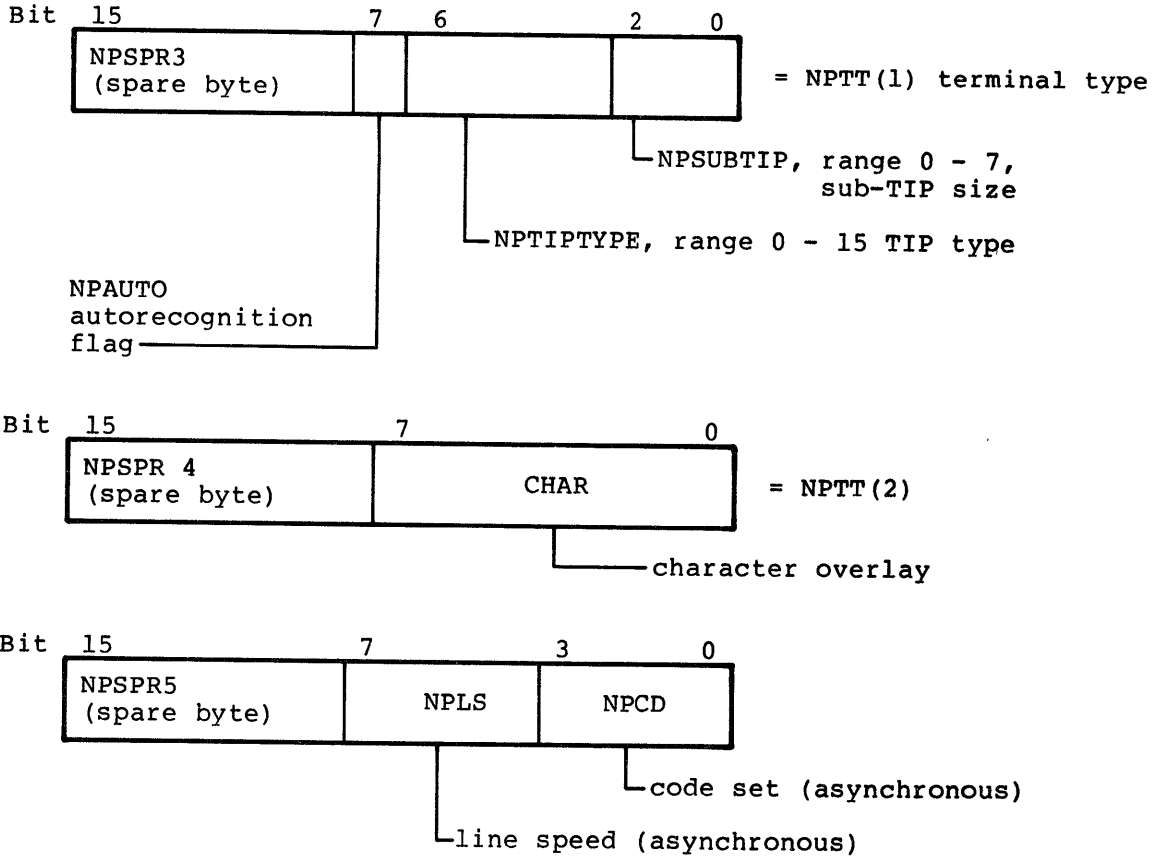 Bit 15 7 6 2 0
NPSPR3
(spare byte)
= NPTT(1) terminal type
NPSUBTIP, range 0 - 7,
sub-TIP size
NPTIPTYPE, range 0 - 15 TIP type
NPAUTO
autorecognition
flag
Bit 15 7 0
NPSPR 4
(spare byte)
CHAR
= NPTT(2)
character overlay
Bit 15 7 3 0
NPSPR5
(spare byte)
NPLS
NPCD
code set (asynchronous)
line speed (asynchronous)